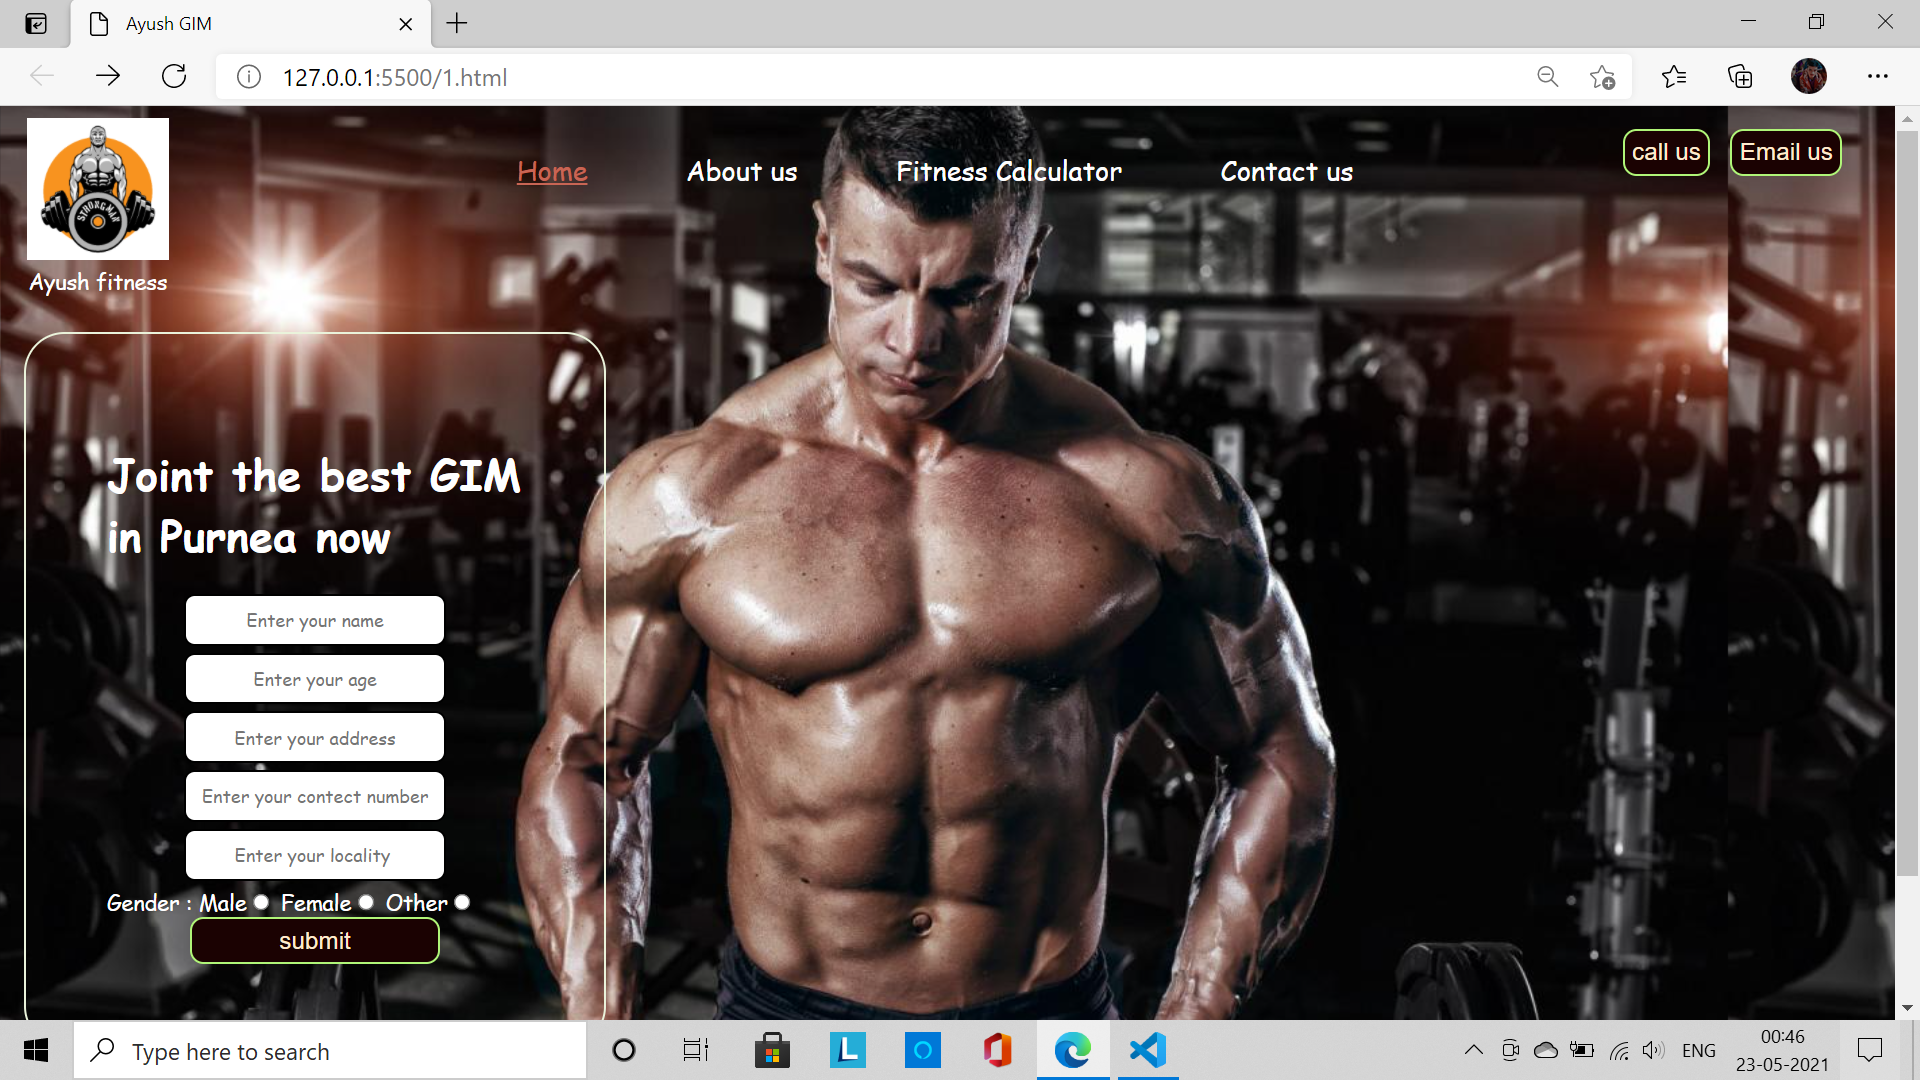 Ayush GIM
127.0.0.1:5500/1.html
STRONGMAN
Ayush fitness
Home
About us
Fitness Calculator
Contact us
call us
Email us
Joint the best GIM
in Purnea now
Enter your name
Enter your age
Enter your address
Enter your contect number
Enter your locality
Gender : Male Female Other
submit
Type here to search
L
ENG
00:46
23-05-2021